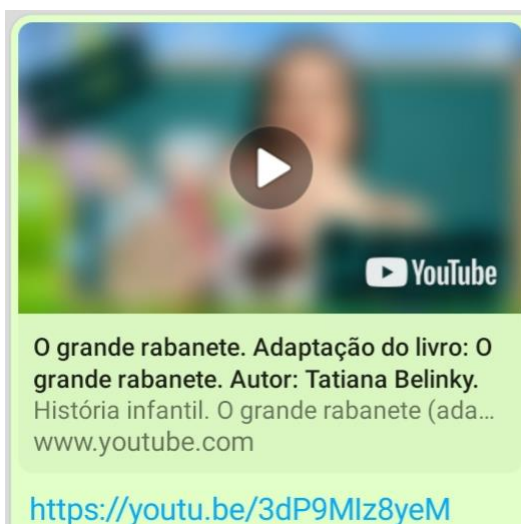 YouTube
O grande rabanete. Adaptação do livro: O
grande rabanete. Autor: Tatiana Belinky.
História infantil. O grande rabanete (ada...
www.youtube.com
https://youtu.be/3dP9MIz8yeM